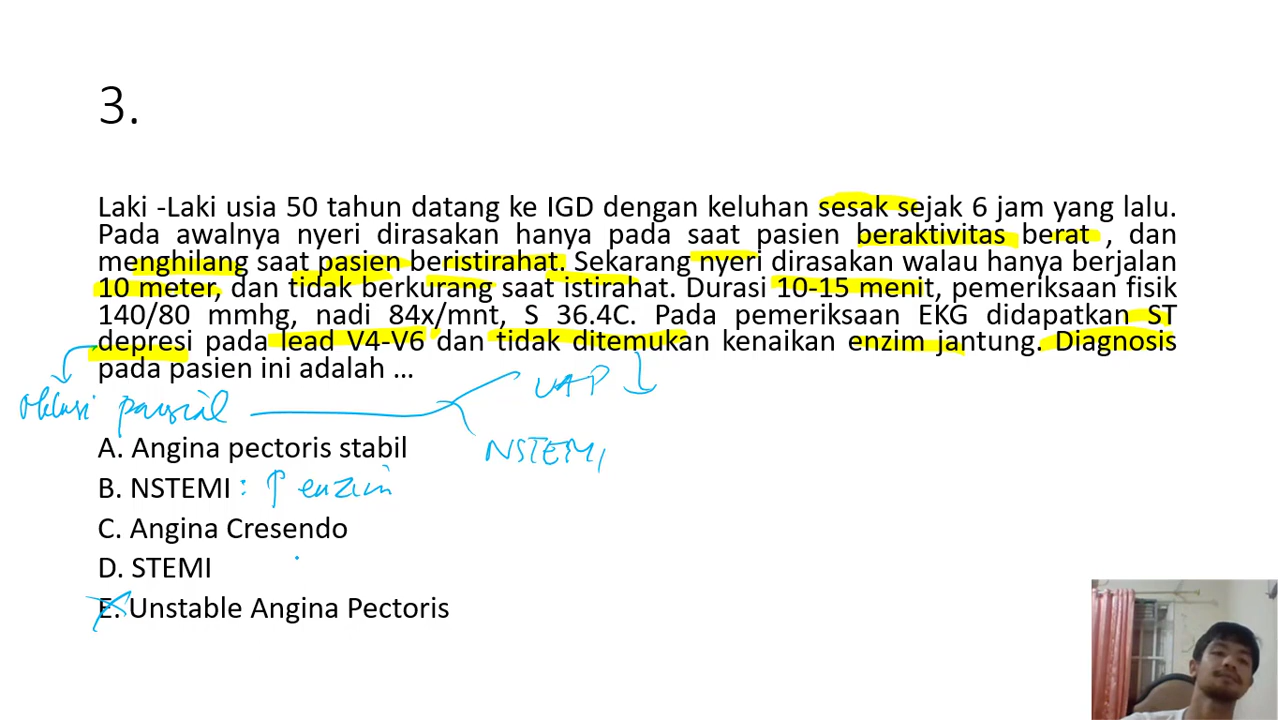 3.
Laki -Laki usia 50 tahun datang ke IGD dengan keluhan sesak sejak 6 jam yang lalu.
Pada awalnya nyeri dirasakan hanya pada saat pasien beraktivitas berat , dan
menghilang saat pasien beristirahat. Sekarang nyeri dirasakan walau hanya berjalan
10 meter, dan tidak berkurang saat istirahat. Durasi 10-15 menit, pemeriksaan fisik
140/80 mmhg, nadi 84x/mnt, S 36.4C. Pada pemeriksaan EKG didapatkan ST
depresi pada lead V4-V6 dan tidak ditemukan kenaikan enzim jantung. Diagnosis
pada pasien ini adalah ...
UAP ↓
oklusi parsial
A. Angina pectoris stabil
NSTEMI
B. NSTEMI : ↑ enzim
C. Angina Cresendo
D. STEMI
E. Unstable Angina Pectoris